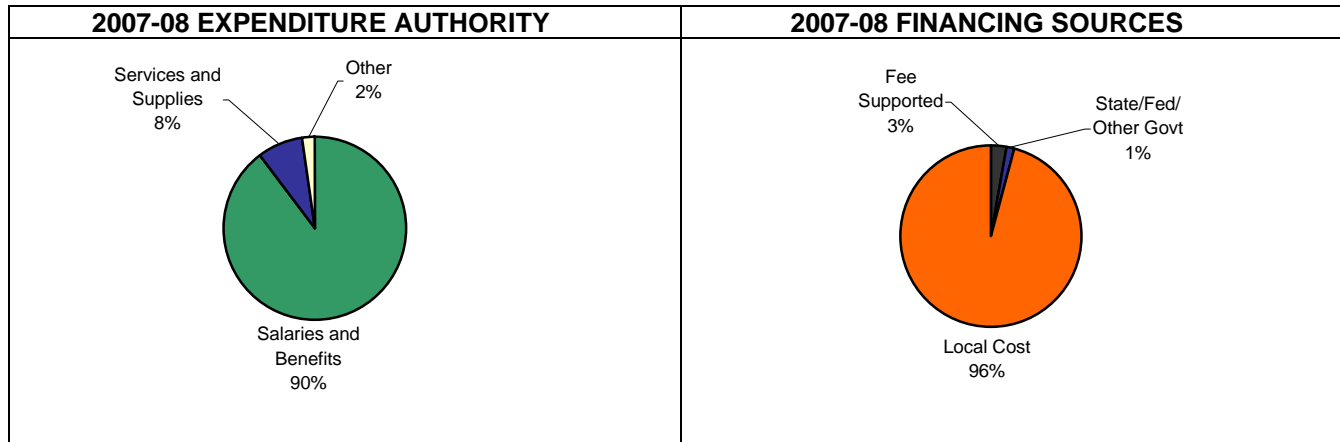 2007-08 EXPENDITURE AUTHORITY
Services and
Supplies
8%
Other
2%
Salaries and
Benefits
90%
2007-08 FINANCING SOURCES
Fee
Supported
3%
State/Fed/
Other Govt
1%
Local Cost
96%